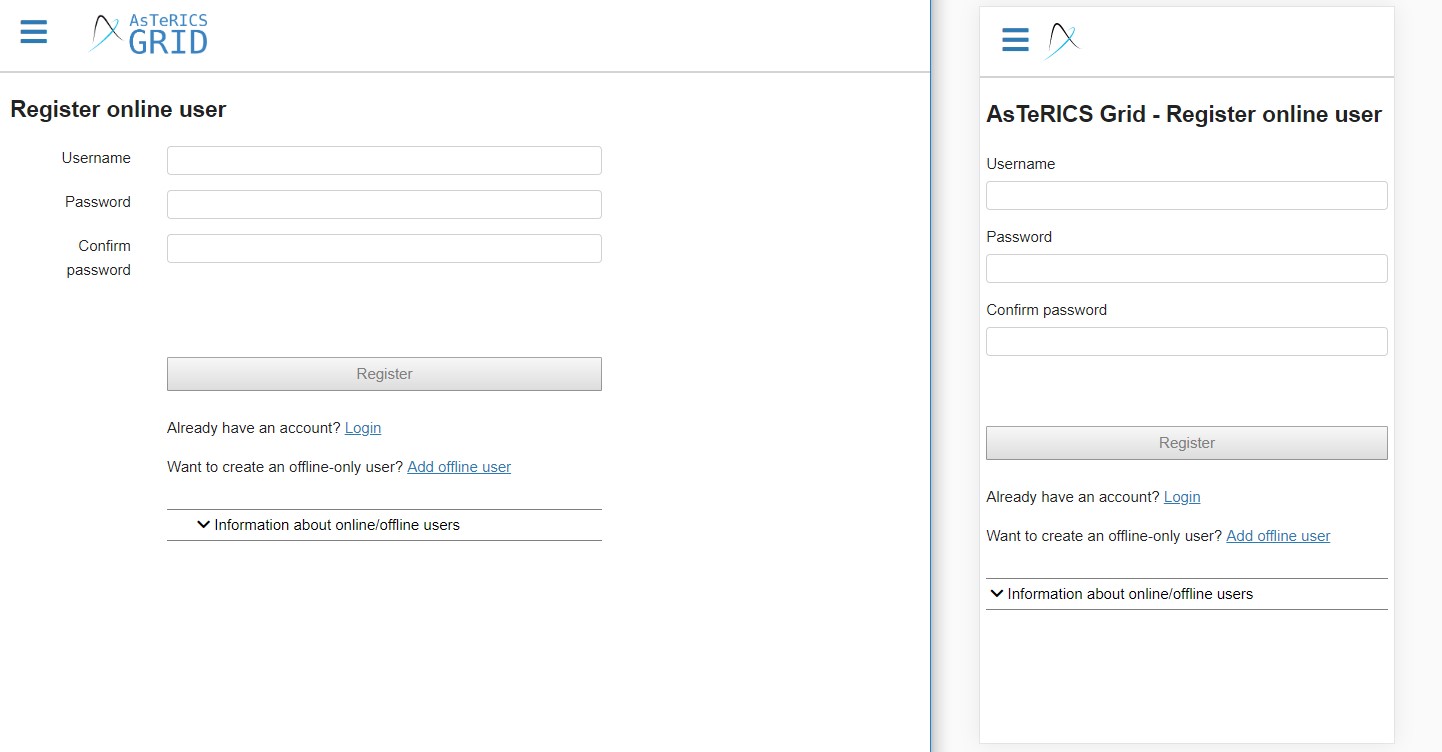 AsTeRICS
GRID
Register online user
Username
Password
Confirm
password
Register
Already have an account? Login
Want to create an offline-only user? Add offline user
Information about online/offline users
AsTeRICS Grid - Register online user
Username
Password
Confirm password
Register
Already have an account? Login
Want to create an offline-only user? Add offline user
Information about online/offline users